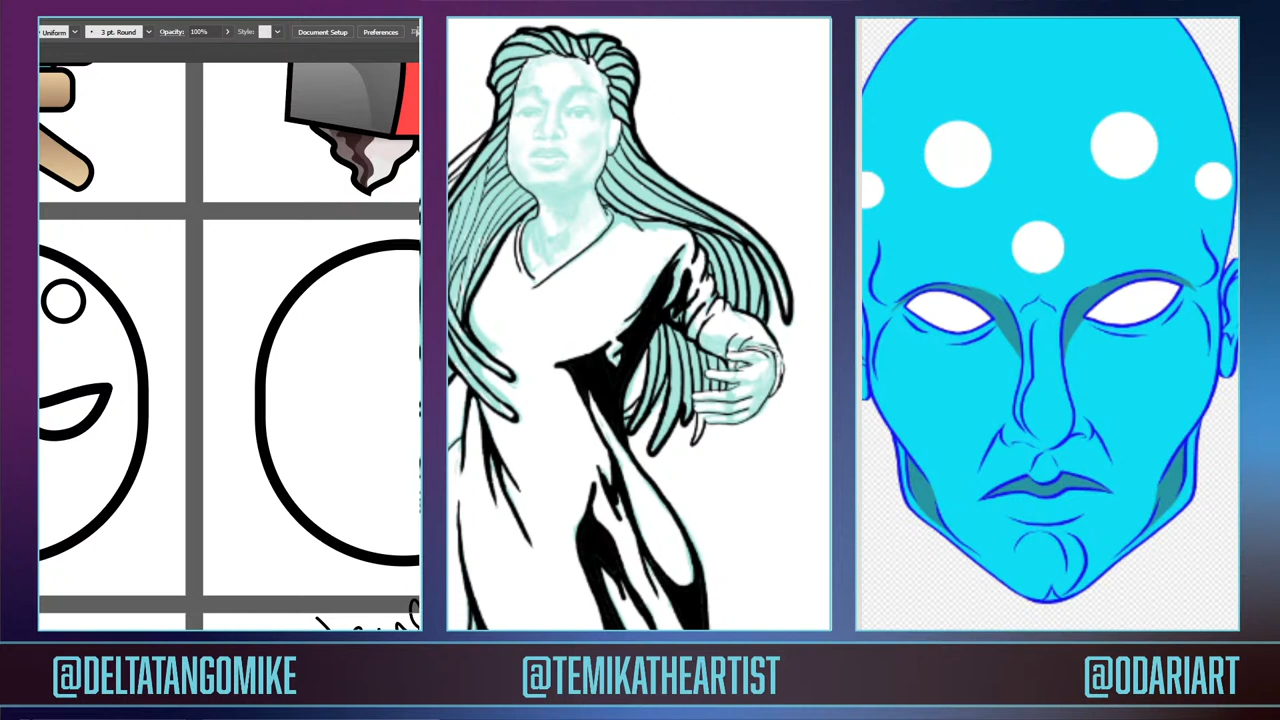 Uniform
3 pt. Round
Opacity:
100%
Style:
Document Setup
Preferences
@DELTATANGOMIKE
@TEMIKATHEARTIST
@ODARIART